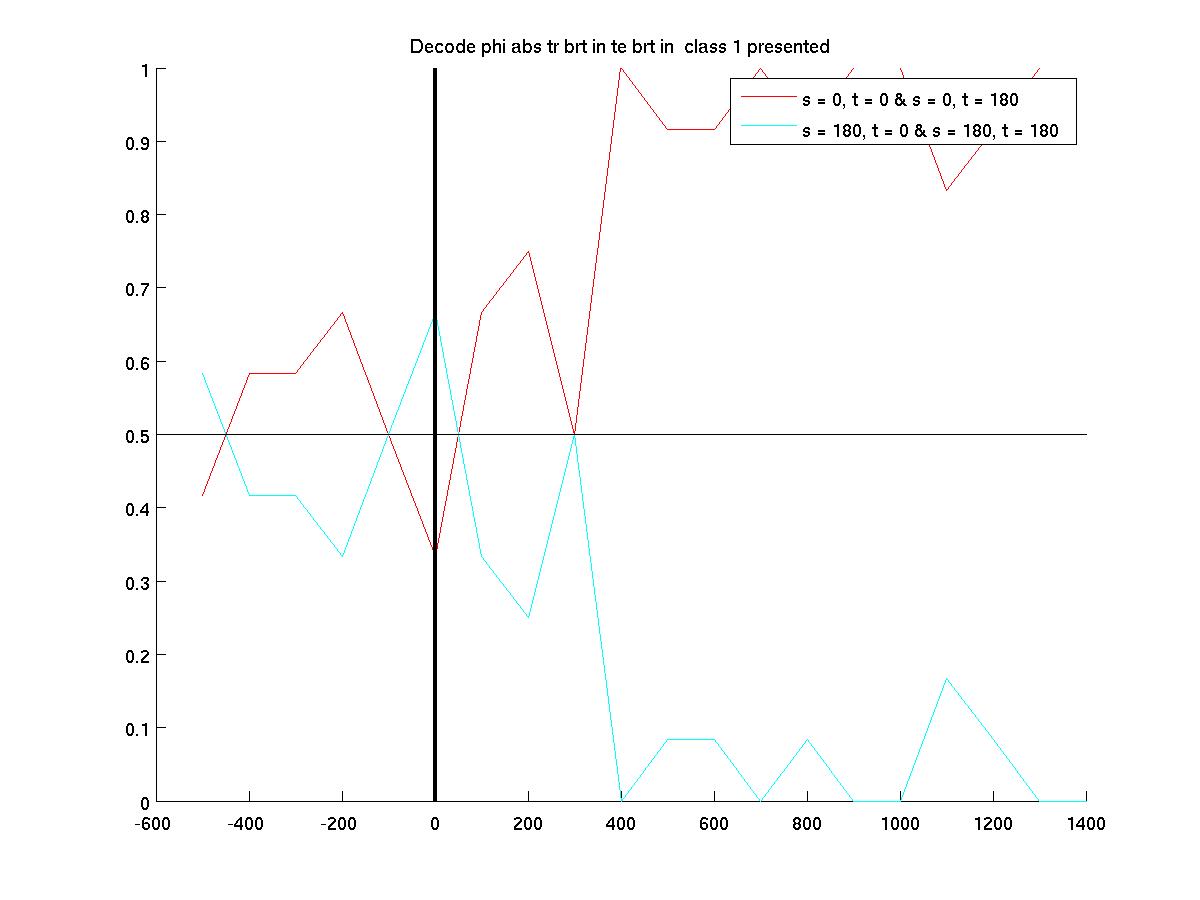 Decode phi abs tr brt in te brt in  class 1 presented
1
s = 0, t = 0 & s = 0, t = 180
s = 180, t = 0 & s = 180, t = 180
0.9
0.8
0.7
0.6
0.5
0.4
0.3
0.2
0.1
0
-600 -400 -200 0 200 400 600 800 1000 1200 1400